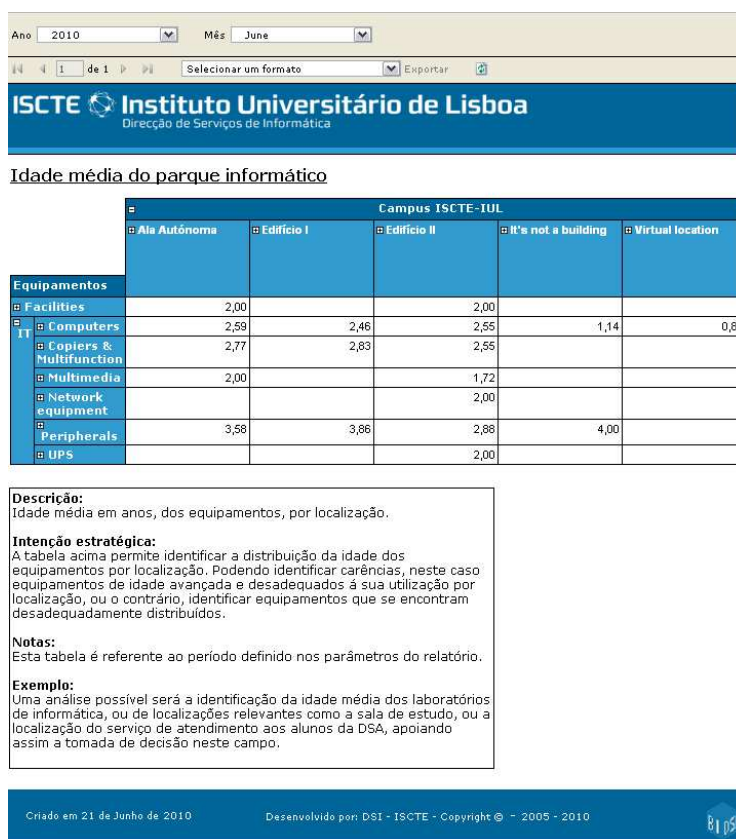 Ano 2010 Mês June
1 de 1 Selecionar um formato Exportar
ISCTE Instituto Universitário de Lisboa
Direcção de Serviços de Informática
Idade média do parque informático
Campus ISCTE-IUL
Ala Autónoma Edifício I Edifício II It's not a building Virtual location
Equipamentos
Facilities 2,00 2,00
IT Computers 2,59 2,46 2,55 1,14 0,8
Copiers & Multifunction 2,77 2,83 2,55
Multimedia 2,00 1,72
Network equipment 2,00
Peripherals 3,58 3,86 2,88 4,00
UPS 2,00
Descrição:
Idade média em anos, dos equipamentos, por localização.
Intenção estratégica:
A tabela acima permite identificar a distribuição da idade dos
equipamentos por localização. Podendo identificar carências, neste caso
equipamentos de idade avançada e desadequados á sua utilização por
localização, ou o contrário, identificar equipamentos que se encontram
desadequadamente distribuídos.
Notas:
Esta tabela é referente ao período definido nos parâmetros do relatório.
Exemplo:
Uma análise possível será a identificação da idade média dos laboratórios
de informática, ou de localizações relevantes como a sala de estudo, ou a
localização do serviço de atendimento aos alunos da DSA, apoiando
assim a tomada de decisão neste campo.
Criado em 21 de Junho de 2010 Desenvolvido por: DSI - ISCTE - Copyright © - 2005 - 2010